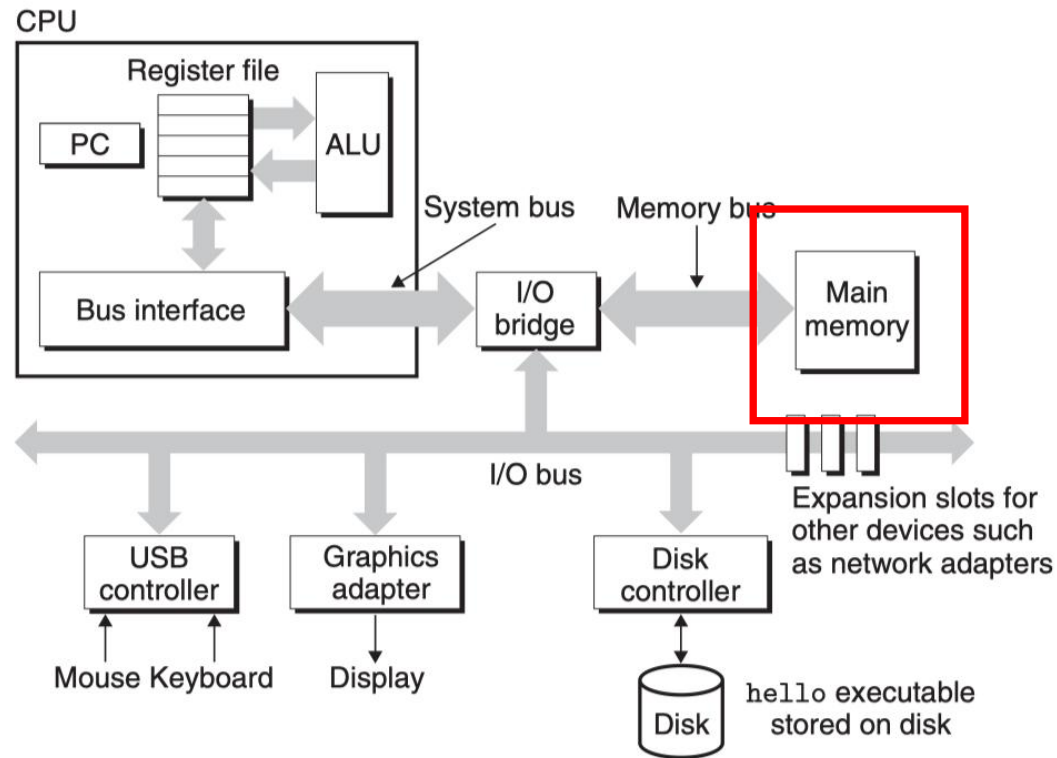 CPU
Register file
PC
ALU
System bus
Memory bus
Bus interface
I/O
bridge
Main
memory
I/O bus
Expansion slots for
other devices such
as network adapters
USB
controller
Graphics
adapter
Disk
controller
Mouse Keyboard
Display
Disk
hello executable
stored on disk